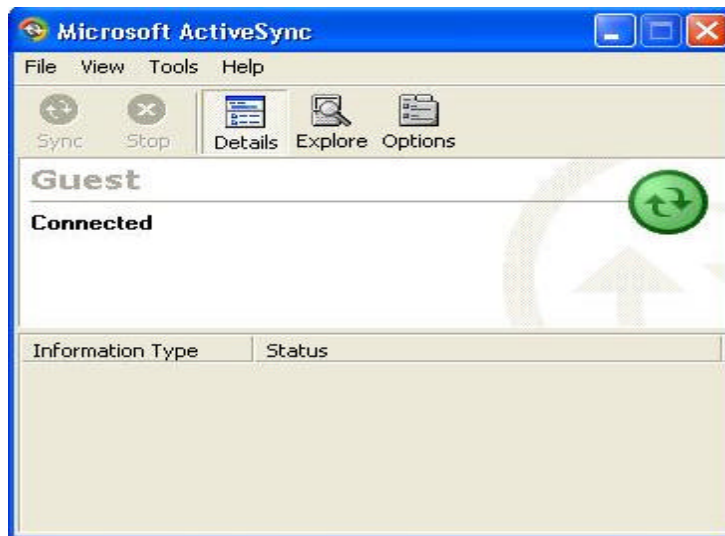 Microsoft ActiveSync
File View Tools Help
Sync Stop Details Explore Options
Guest
Connected
Information Type Status